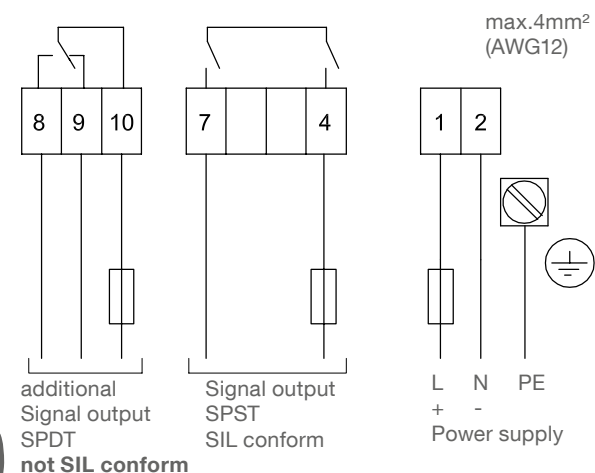 max.4mm²
(AWG12)
8 9 10
7 4
1 2
additional
Signal output
SPDT
not SIL conform
Signal output
SPST
SIL conform
L N PE
+ -
Power supply